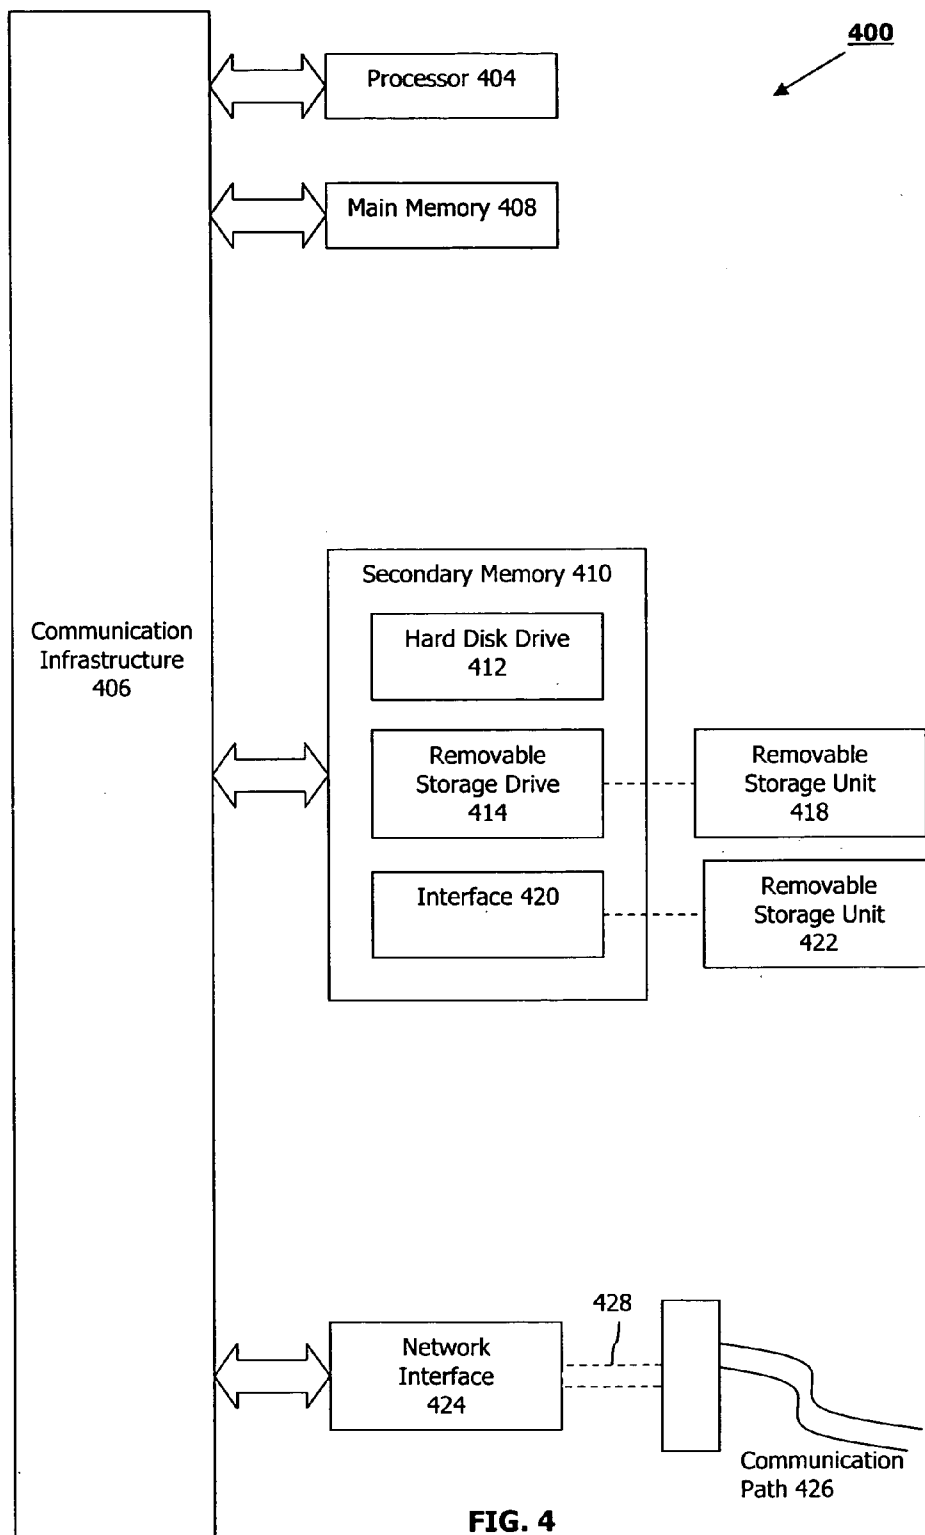 400
Processor 404
Main Memory 408
Secondary Memory 410
Hard Disk Drive
412
Communication
Infrastructure
406
Removable
Storage Drive
414
Removable
Storage Unit
418
Interface 420
Removable
Storage Unit
422
428
Network
Interface
424
Communication
Path 426
FIG. 4